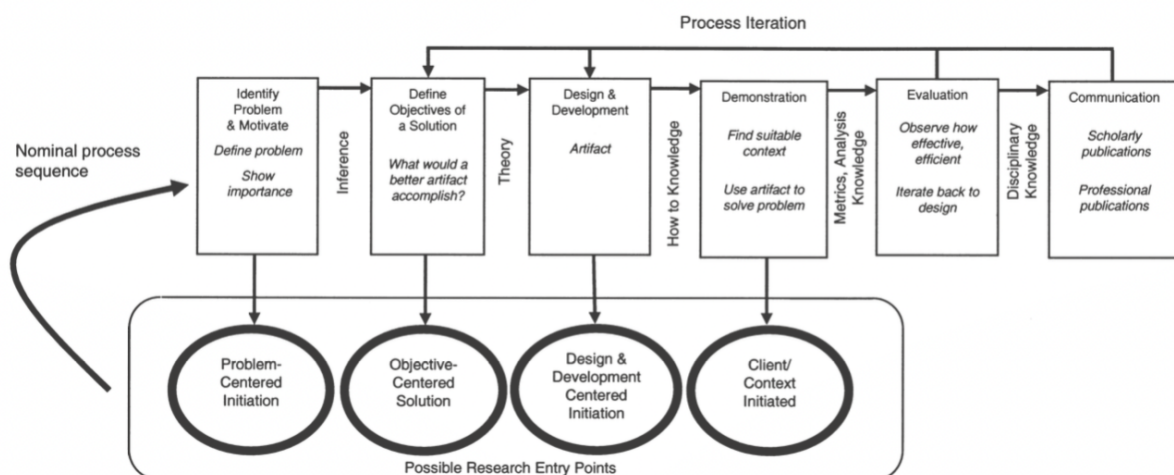 Process Iteration
Nominal process
sequence
Identify
Problem
& Motivate
Define problem
Show
importance
Inference
Define
Objectives of
a Solution
What would a
better artifact
accomplish?
Theory
Design &
Development
Artifact
How to Knowledge
Demonstration
Find suitable
context
Use artifact to
solve problem
Metrics, Analysis
Knowledge
Evaluation
Observe how
effective,
efficient
Iterate back to
design
Disciplinary
Knowledge
Communication
Scholarly
publications
Professional
publications
Problem-
Centered
Initiation
Objective-
Centered
Solution
Design &
Development
Centered
Initiation
Client/
Context
Initiated
Possible Research Entry Points